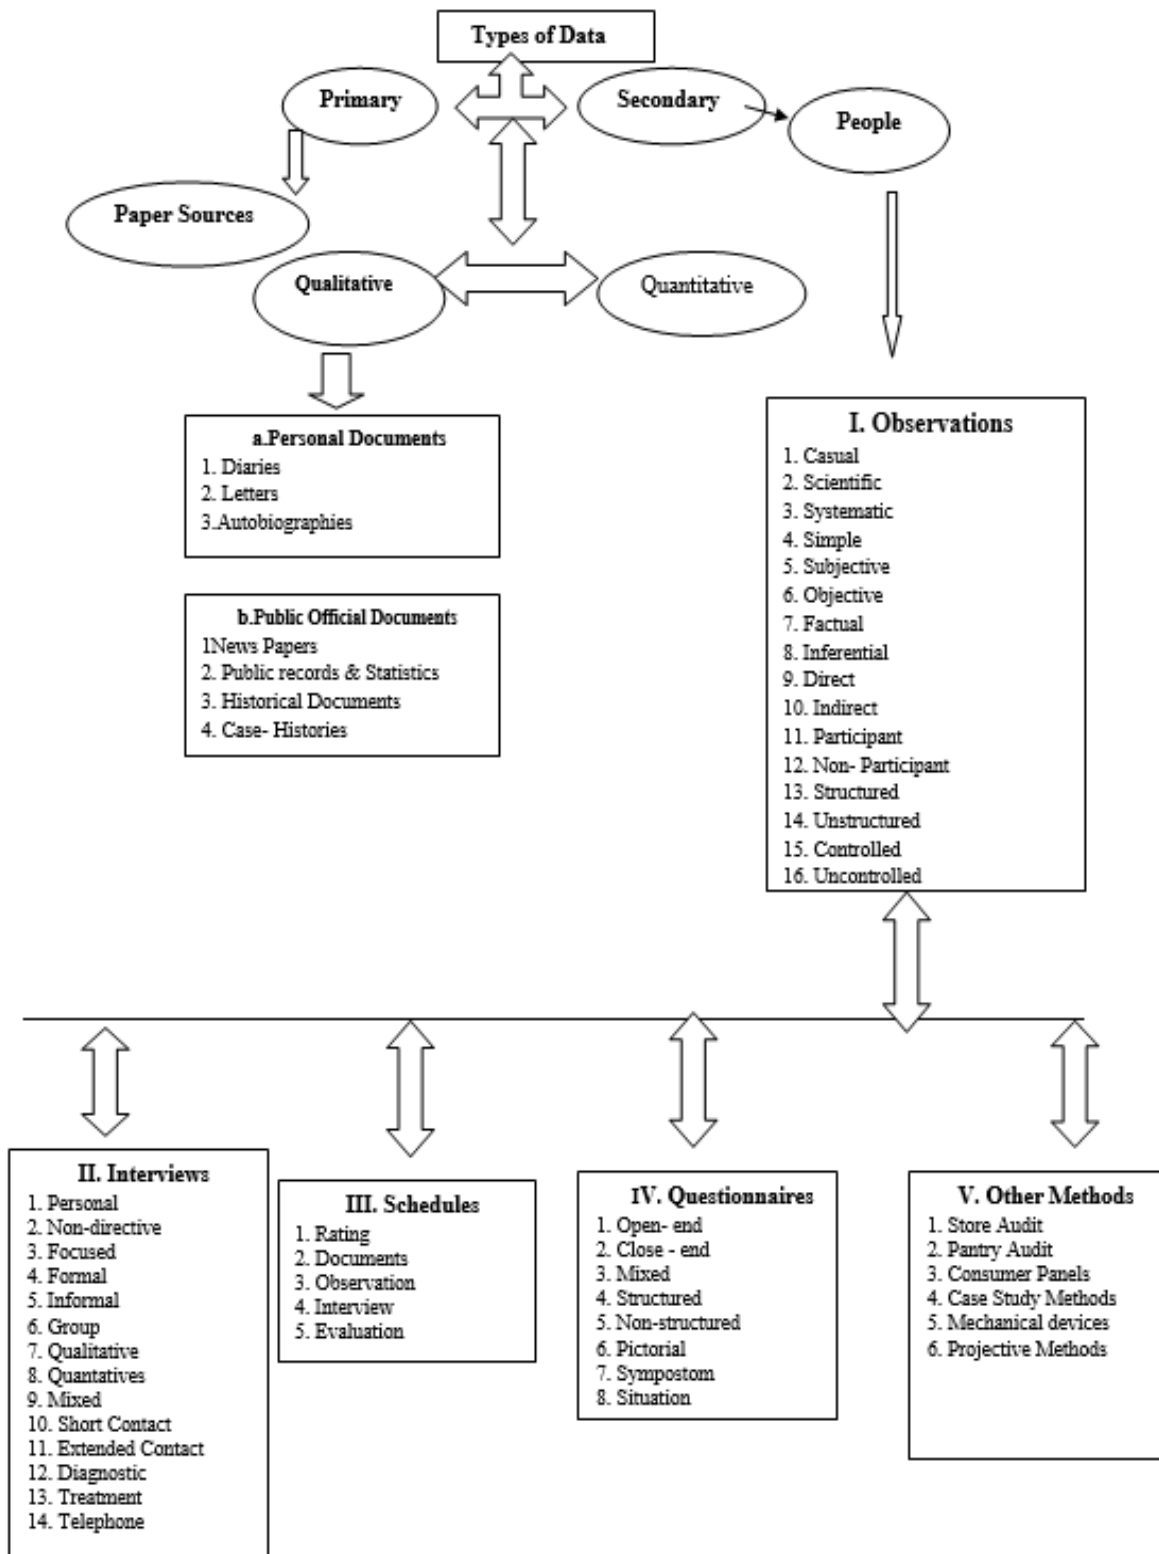 Types of Data
Primary
Secondary
People
Paper Sources
Qualitative
Quantitative
a.Personal Documents
1. Diaries
2. Letters
3.Autobiographies
b.Public Official Documents
1News Papers
2. Public records & Statistics
3. Historical Documents
4. Case- Histories
I. Observations
1. Casual
2. Scientific
3. Systematic
4. Simple
5. Subjective
6. Objective
7. Factual
8. Inferential
9. Direct
10. Indirect
11. Participant
12. Non- Participant
13. Structured
14. Unstructured
15. Controlled
16. Uncontrolled
II. Interviews
1. Personal
2. Non-directive
3. Focused
4. Formal
5. Informal
6. Group
7. Qualitative
8. Quantatives
9. Mixed
10. Short Contact
11. Extended Contact
12. Diagnostic
13. Treatment
14. Telephone
III. Schedules
1. Rating
2. Documents
3. Observation
4. Interview
5. Evaluation
IV. Questionnaires
1. Open- end
2. Close - end
3. Mixed
4. Structured
5. Non-structured
6. Pictorial
7. Sympostom
8. Situation
V. Other Methods
1. Store Audit
2. Pantry Audit
3. Consumer Panels
4. Case Study Methods
5. Mechanical devices
6. Projective Methods